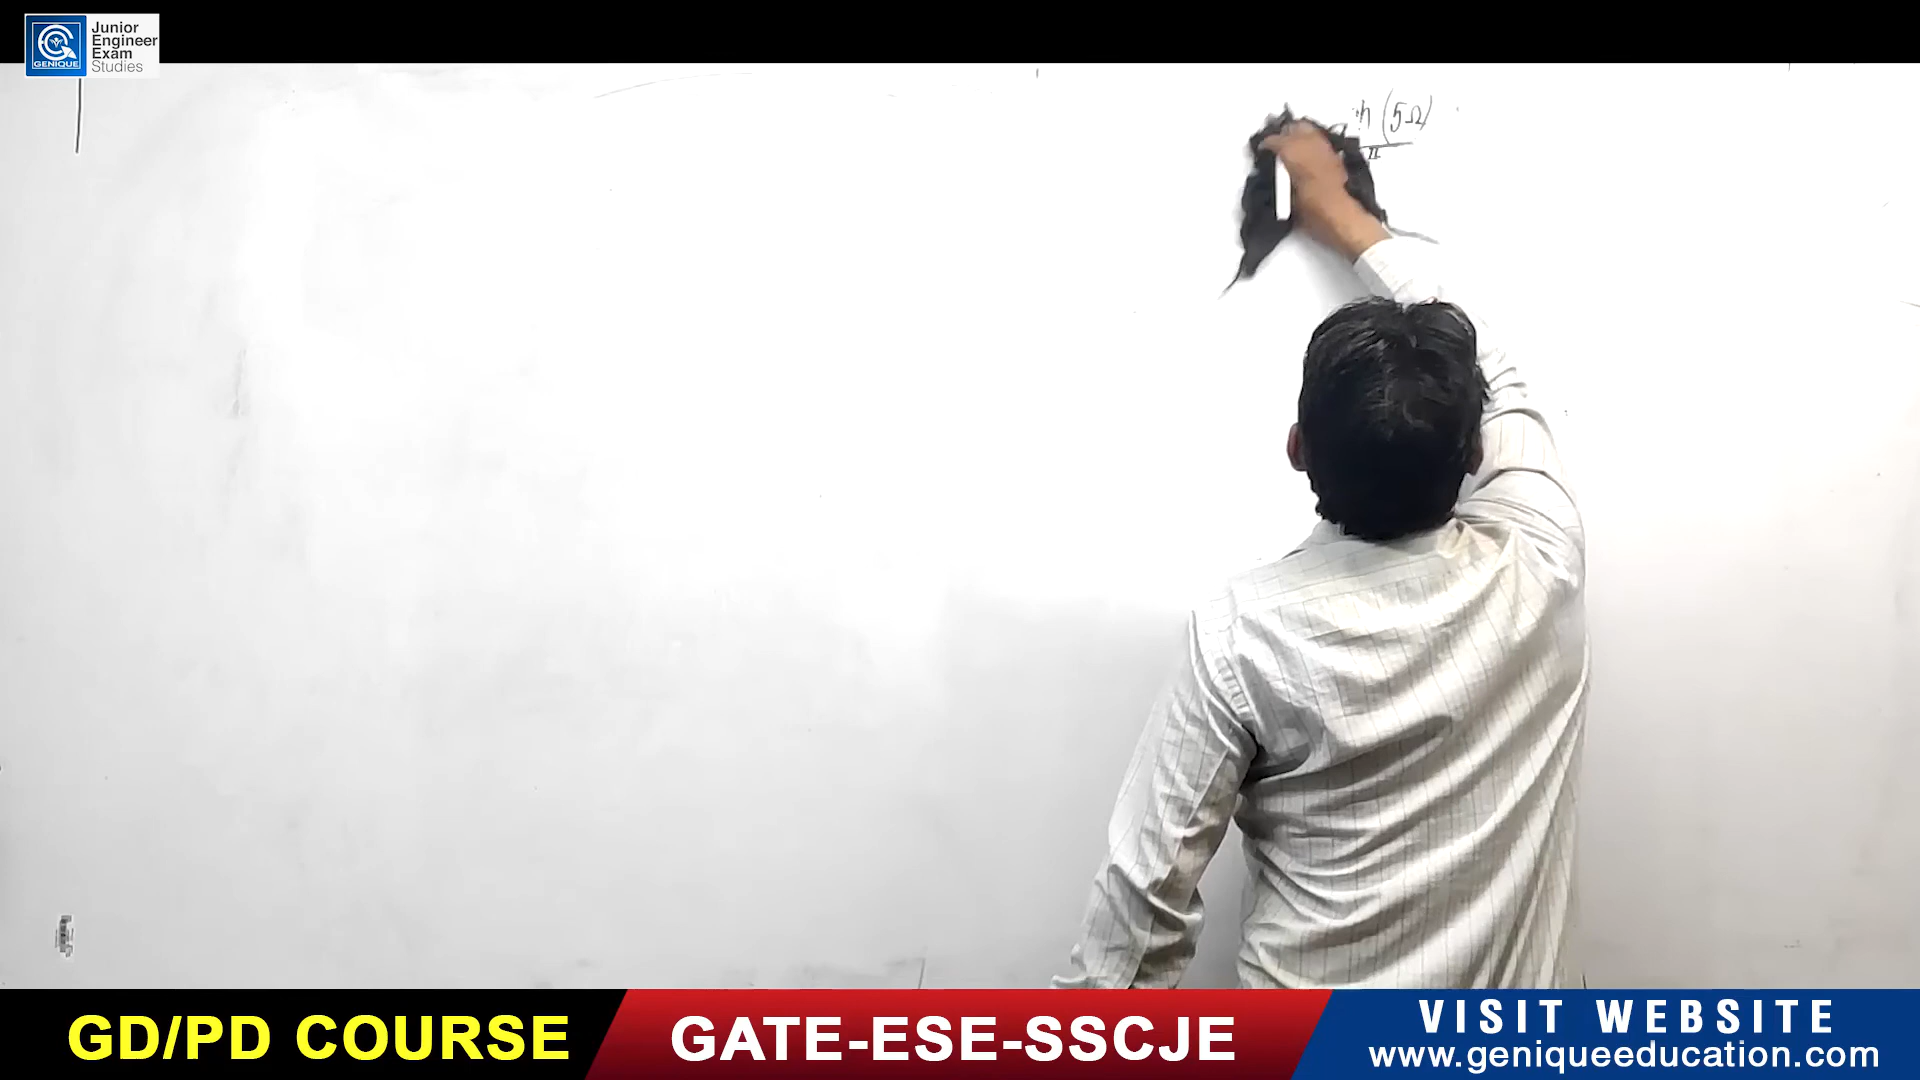 Junior
Engineer
Exam
Studies
GENIQUE
(5Ω)
GD/PD COURSE
GATE-ESE-SSCJE
VISIT WEBSITE
www.geniqueeducation.com